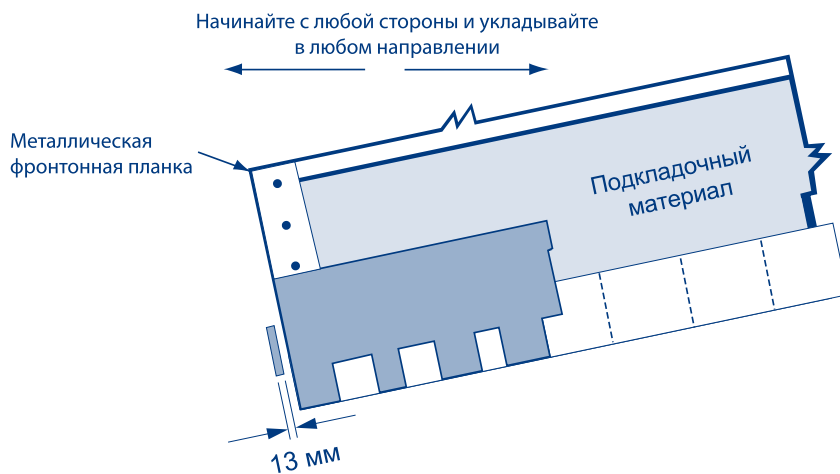 Начинайте с любой стороны и укладывайте
в любом направлении
Металлическая
фронтонная планка
Подкладочный
материал
13 мм